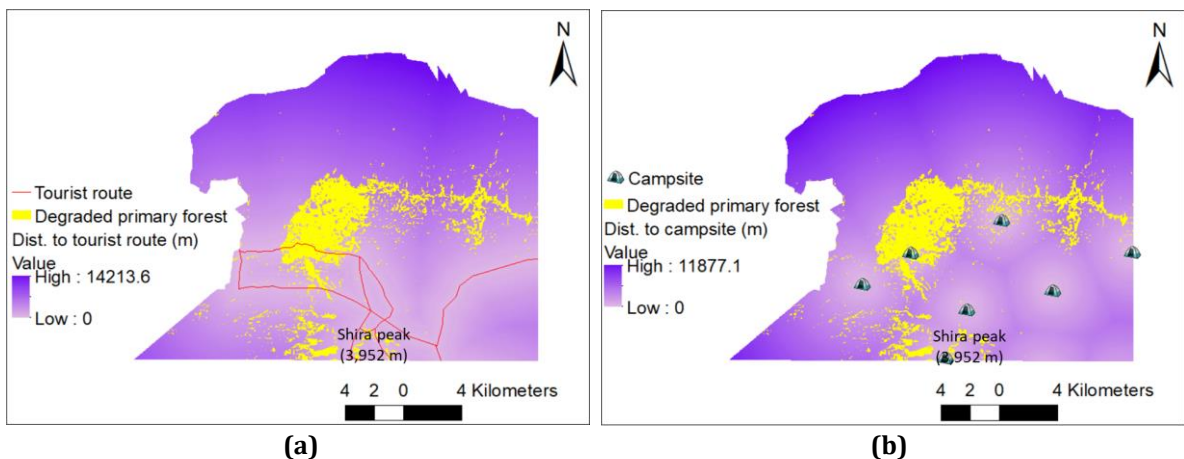 N
Tourist route
Degraded primary forest
Dist. to tourist route (m)
Value
High : 14213.6
Low : 0
Shira peak
(3,952 m)
4 2 0 4 Kilometers
(a)
N
Campsite
Degraded primary forest
Dist. to campsite (m)
Value
High : 11877.1
Low : 0
Shira peak
(3,952 m)
4 2 0 4 Kilometers
(b)